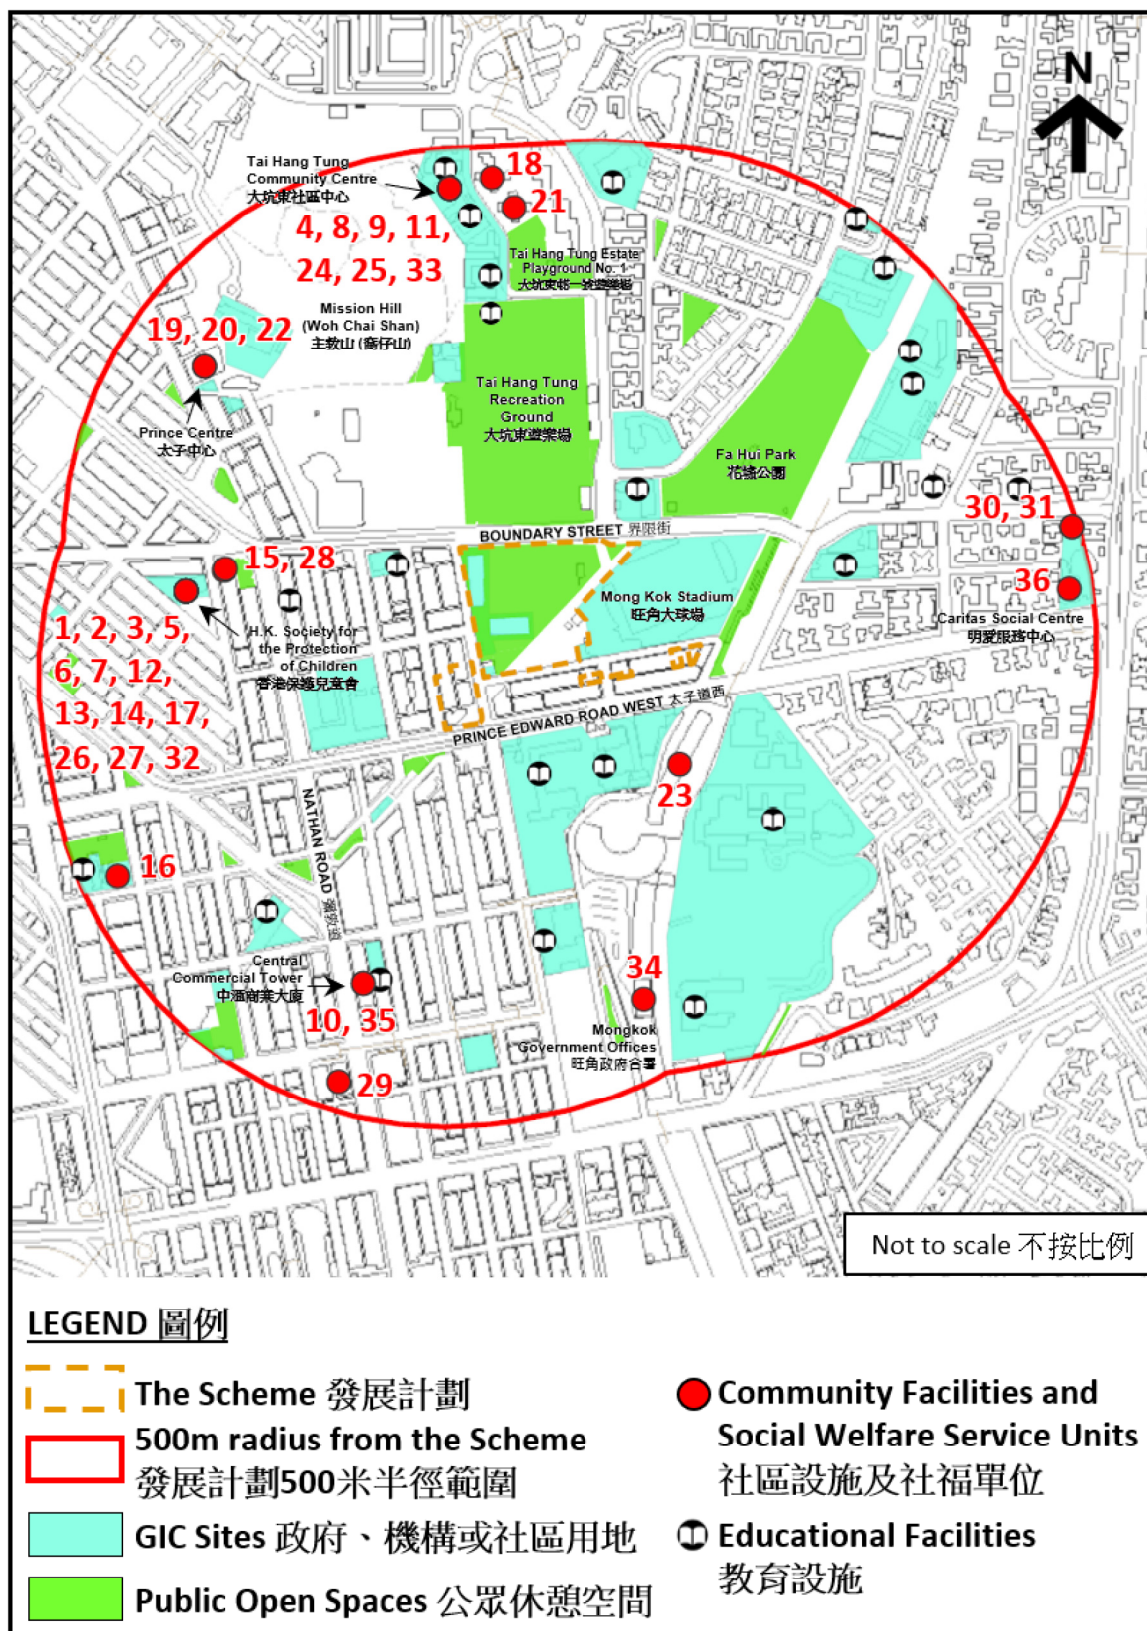 N
Tai Hang Tung
Community Centre
大坑東社區中心
18
21
4, 8, 9, 11,
24, 25, 33
Tai Hang Tung Estate
Playground No. 1
大坑東邨一號遊樂場
Mission Hill
(Woh Chai Shan)
主教山 (窩仔山)
19, 20, 22
Prince Centre
太子中心
Tai Hang Tung
Recreation
Ground
大坑東遊樂場
Fa Hui Park
花墟公園
30, 31
BOUNDARY STREET 界限街
15, 28
Mong Kok Stadium
旺角大球場
36
Caritas Social Centre
明愛服務中心
H.K. Society for
the Protection
of Children
香港保護兒童會
1, 2, 3, 5,
6, 7, 12,
13, 14, 17,
26, 27, 32
PRINCE EDWARD ROAD WEST 太子道西
23
NATHAN ROAD 彌敦道
16
Central
Commercial Tower
中匯商業大廈
10, 35
34
Mongkok
Government Offices
旺角政府合署
29
Not to scale 不按比例
LEGEND 圖例
The Scheme 發展計劃
500m radius from the Scheme
發展計劃500米半徑範圍
GIC Sites 政府、機構或社區用地
Public Open Spaces 公眾休憩空間
Community Facilities and
Social Welfare Service Units
社區設施及社福單位
Educational Facilities
教育設施